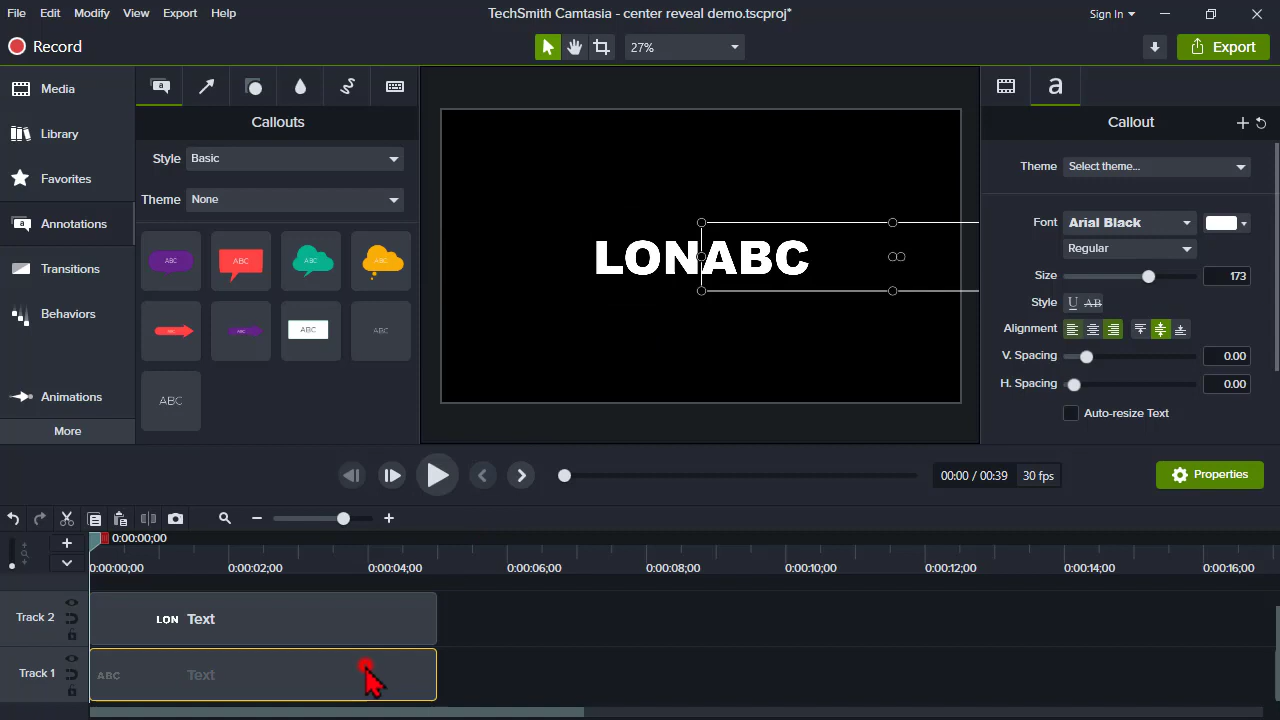 File Edit Modify View Export Help
TechSmith Camtasia - center reveal demo.tscproj*
Sign In
Record
27%
Export
Media
Library
Favorites
Annotations
Transitions
Behaviors
Animations
More
Callouts
Style Basic
Theme None
ABC ABC ABC ABC
ABC ABC ABC
ABC
LONABC
a
Callout
Theme Select theme...
Font Arial Black
Regular
Size 173
Style U AB
Alignment
V. Spacing 0.00
H. Spacing 0.00
Auto-resize Text
00:00 / 00:39 30 fps
Properties
0:00:00;00
0:00:00;00 0:00:02;00 0:00:04;00 0:00:06;00 0:00:08;00 0:00:10;00 0:00:12;00 0:00:14;00 0:00:16;00
Track 2 LON Text
Track 1 ABC Text